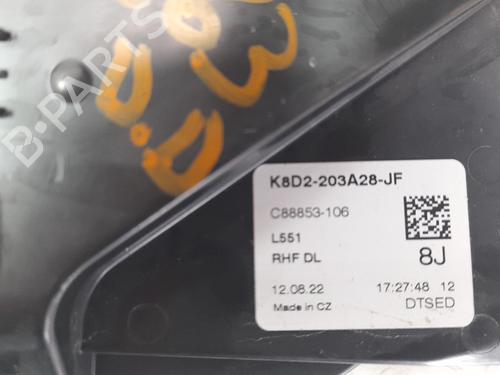 B-PARTS
K8D2-203A28-JF
C88853-106
L551
RHF DL
8J
12.08.22 17:27:48 12
Made in CZ DTSED